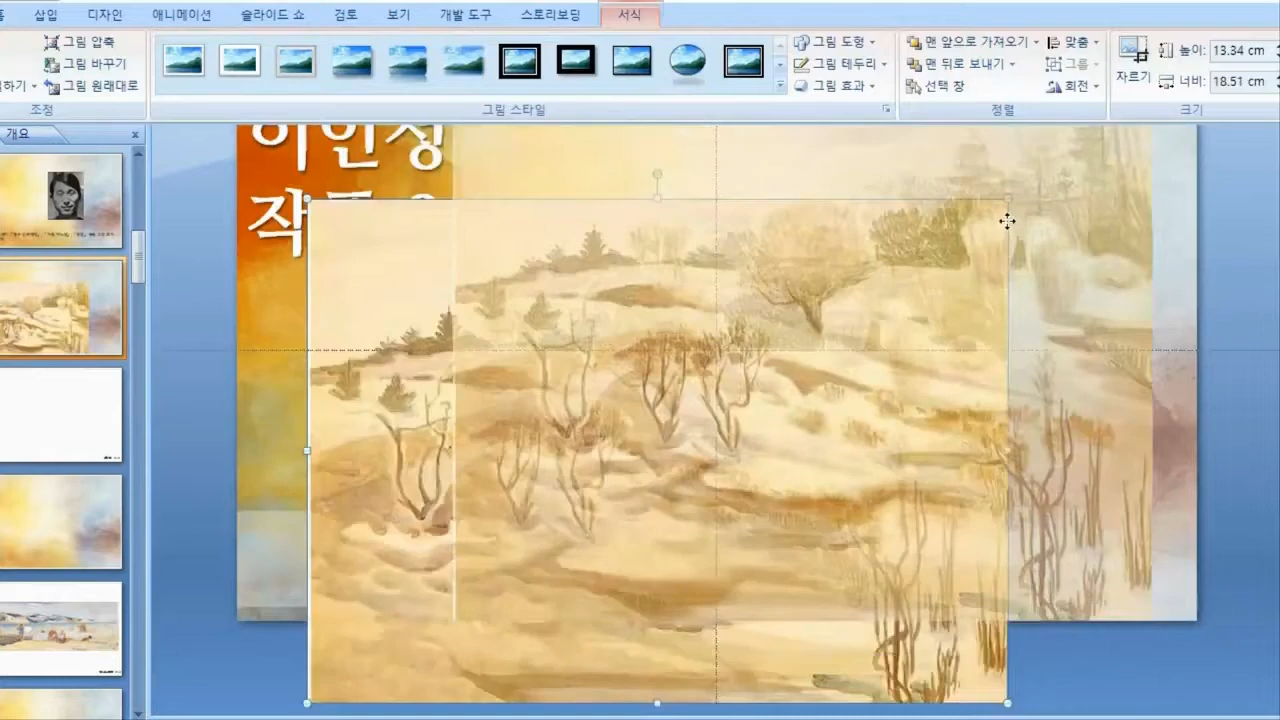 삽입 디자인 애니메이션 슬라이드 쇼 검토 보기 개발 도구 스토리보딩 서식
그림 압축
그림 바꾸기
그림 원래대로
조정
그림 스타일
그림 도형
그림 테두리
그림 효과
맨 앞으로 가져오기
맨 뒤로 보내기
선택 창
맞춤
그룹
회전
정렬
자르기
높이: 13.34 cm
너비: 18.51 cm
크기
개요
이인성